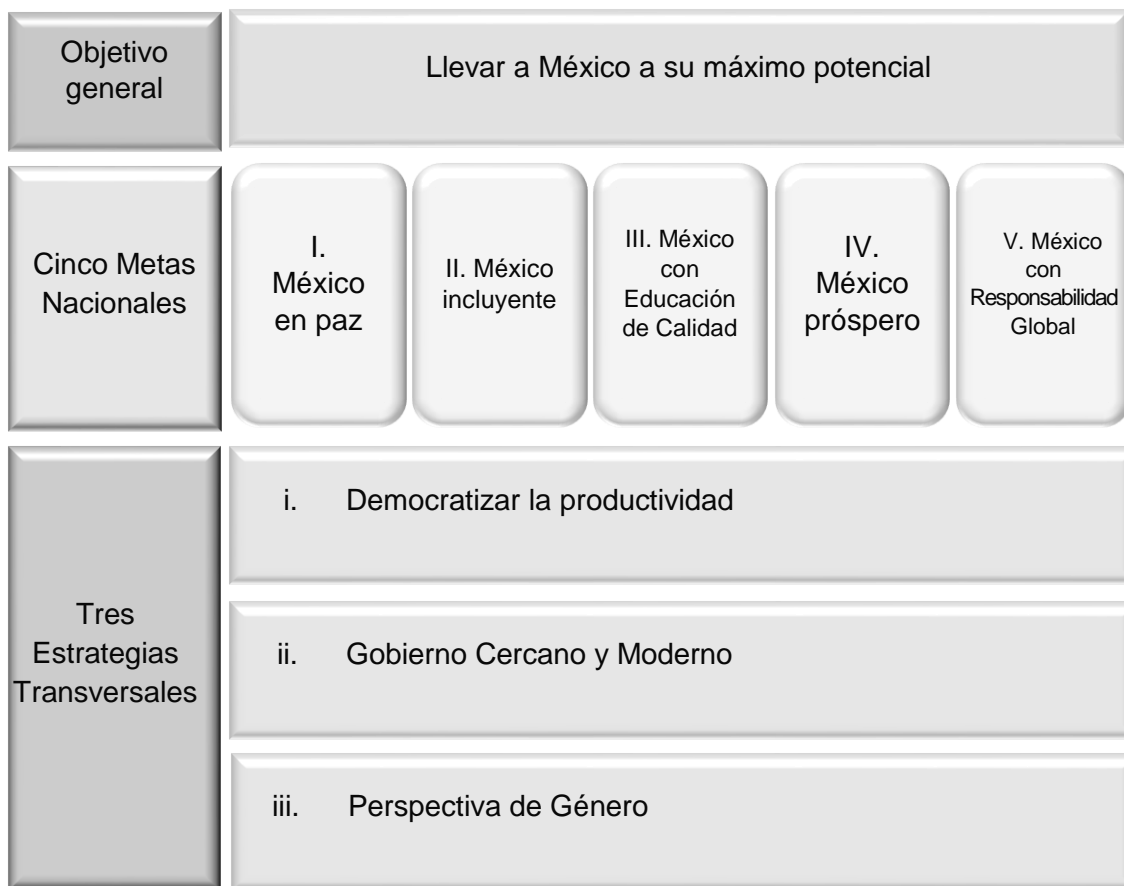 Objetivo
general
Llevar a México a su máximo potencial
Cinco Metas
Nacionales
I.
México
en paz
II. México
incluyente
III. México
con
Educación
de Calidad
IV.
México
próspero
V. México
con
Responsabilidad
Global
Tres
Estrategias
Transversales
i. Democratizar la productividad
ii. Gobierno Cercano y Moderno
iii. Perspectiva de Género